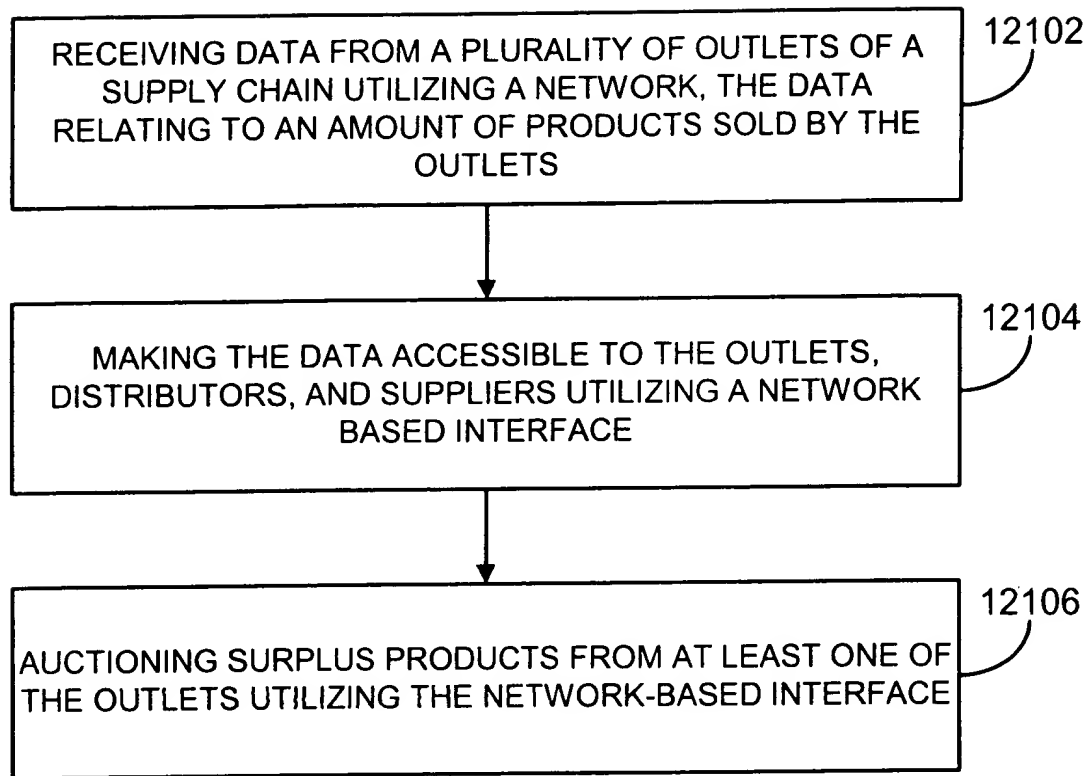 RECEIVING DATA FROM A PLURALITY OF OUTLETS OF A
SUPPLY CHAIN UTILIZING A NETWORK, THE DATA
RELATING TO AN AMOUNT OF PRODUCTS SOLD BY THE
OUTLETS
12102
MAKING THE DATA ACCESSIBLE TO THE OUTLETS,
DISTRIBUTORS, AND SUPPLIERS UTILIZING A NETWORK
BASED INTERFACE
12104
AUCTIONING SURPLUS PRODUCTS FROM AT LEAST ONE OF
THE OUTLETS UTILIZING THE NETWORK-BASED INTERFACE
12106